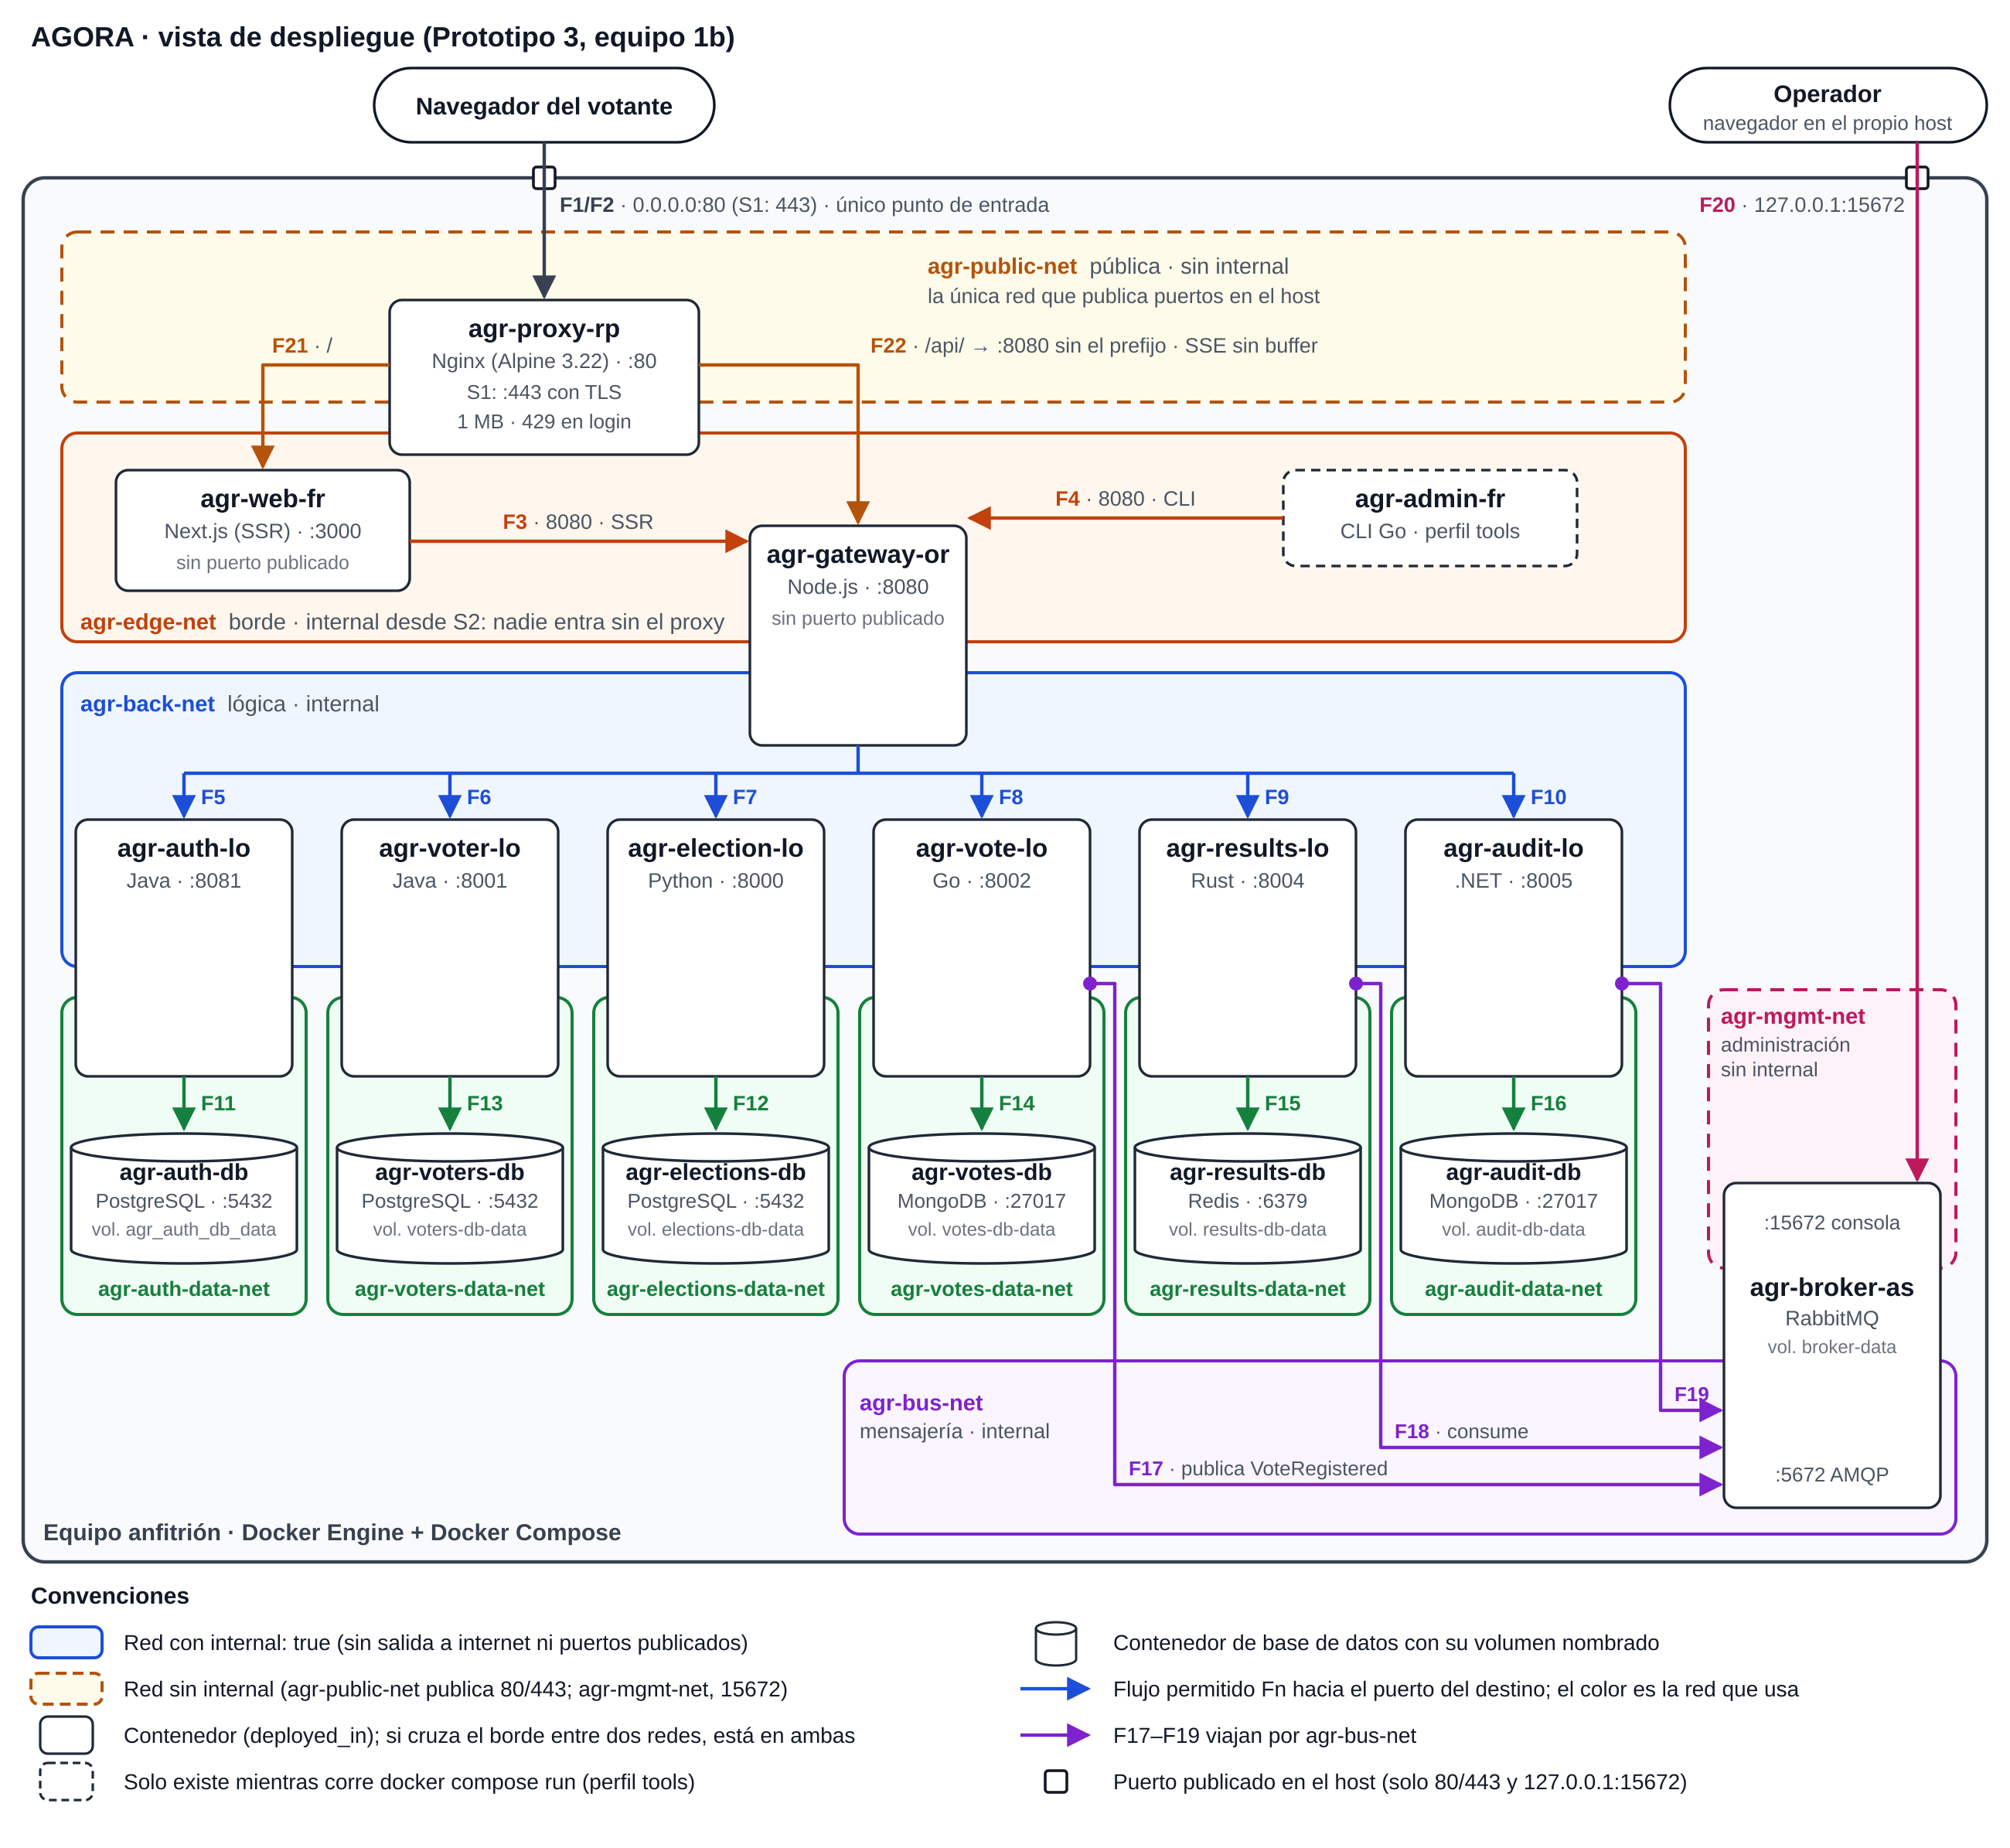 AGORA · vista de despliegue (Prototipo 3, equipo 1b)
Navegador del votante
Operador
navegador en el propio host
F1/F2 · 0.0.0.0:80 (S1: 443) · único punto de entrada
F20 · 127.0.0.1:15672
agr-public-net pública · sin internal
la única red que publica puertos en el host
agr-proxy-rp
Nginx (Alpine 3.22) · :80
S1: :443 con TLS
1 MB · 429 en login
F21 · /
F22 · /api/ → :8080 sin el prefijo · SSE sin buffer
agr-web-fr
Next.js (SSR) · :3000
sin puerto publicado
F3 · 8080 · SSR
agr-gateway-or
Node.js · :8080
sin puerto publicado
F4 · 8080 · CLI
agr-admin-fr
CLI Go · perfil tools
agr-edge-net borde · internal desde S2: nadie entra sin el proxy
agr-back-net lógica · internal
F5
F6
F7
F8
F9
F10
agr-auth-lo
Java · :8081
agr-voter-lo
Java · :8001
agr-election-lo
Python · :8000
agr-vote-lo
Go · :8002
agr-results-lo
Rust · :8004
agr-audit-lo
.NET · :8005
agr-mgmt-net
administración
sin internal
F11
F13
F12
F14
F15
F16
agr-auth-db
PostgreSQL · :5432
vol. agr_auth_db_data
agr-auth-data-net
agr-voters-db
PostgreSQL · :5432
vol. voters-db-data
agr-voters-data-net
agr-elections-db
PostgreSQL · :5432
vol. elections-db-data
agr-elections-data-net
agr-votes-db
MongoDB · :27017
vol. votes-db-data
agr-votes-data-net
agr-results-db
Redis · :6379
vol. results-db-data
agr-results-data-net
agr-audit-db
MongoDB · :27017
vol. audit-db-data
agr-audit-data-net
:15672 consola
agr-broker-as
RabbitMQ
vol. broker-data
:5672 AMQP
agr-bus-net
mensajería · internal
F19
F18 · consume
F17 · publica VoteRegistered
Equipo anfitrión · Docker Engine + Docker Compose
Convenciones
Red con internal: true (sin salida a internet ni puertos publicados)
Red sin internal (agr-public-net publica 80/443; agr-mgmt-net, 15672)
Contenedor (deployed_in); si cruza el borde entre dos redes, está en ambas
Solo existe mientras corre docker compose run (perfil tools)
Contenedor de base de datos con su volumen nombrado
Flujo permitido Fn hacia el puerto del destino; el color es la red que usa
F17–F19 viajan por agr-bus-net
Puerto publicado en el host (solo 80/443 y 127.0.0.1:15672)